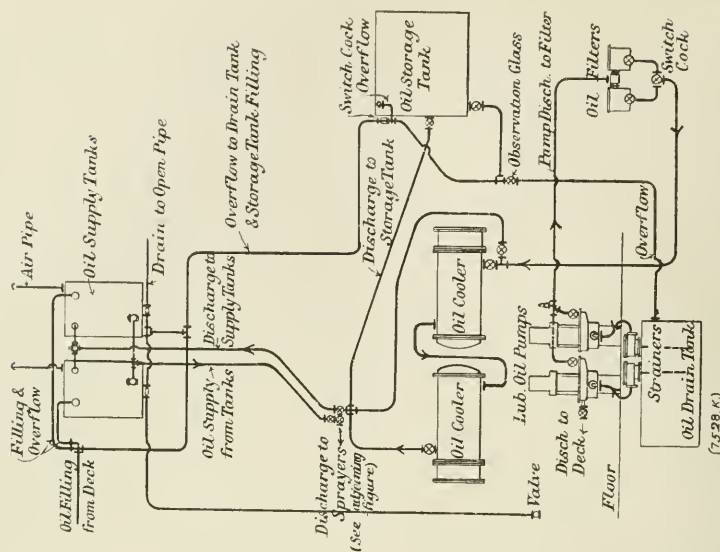 Air Pipe
Oil Supply Tanks
Drain to Open Pipe
Filling &
Overflow
Oil Filling
from Deck
Discharge to
Supply Tanks
Oil Supply
from Tanks
Overflow to Drain Tank
& Storage Tank Filling
Switch Cock
Overflow
Oil Storage
Tank
Discharge to
Storage Tank
Observation Glass
Pump Disch. to Filter
Oil Filters
Switch
Cock
Discharge to
Sprayers
(See adjoining
figure)
Oil Cooler
Oil Cooler
Overflow
Lub. Oil Pumps
Strainers
Oil Drain Tank
Disch to
Deck
Floor
Valve
(7528.K.)